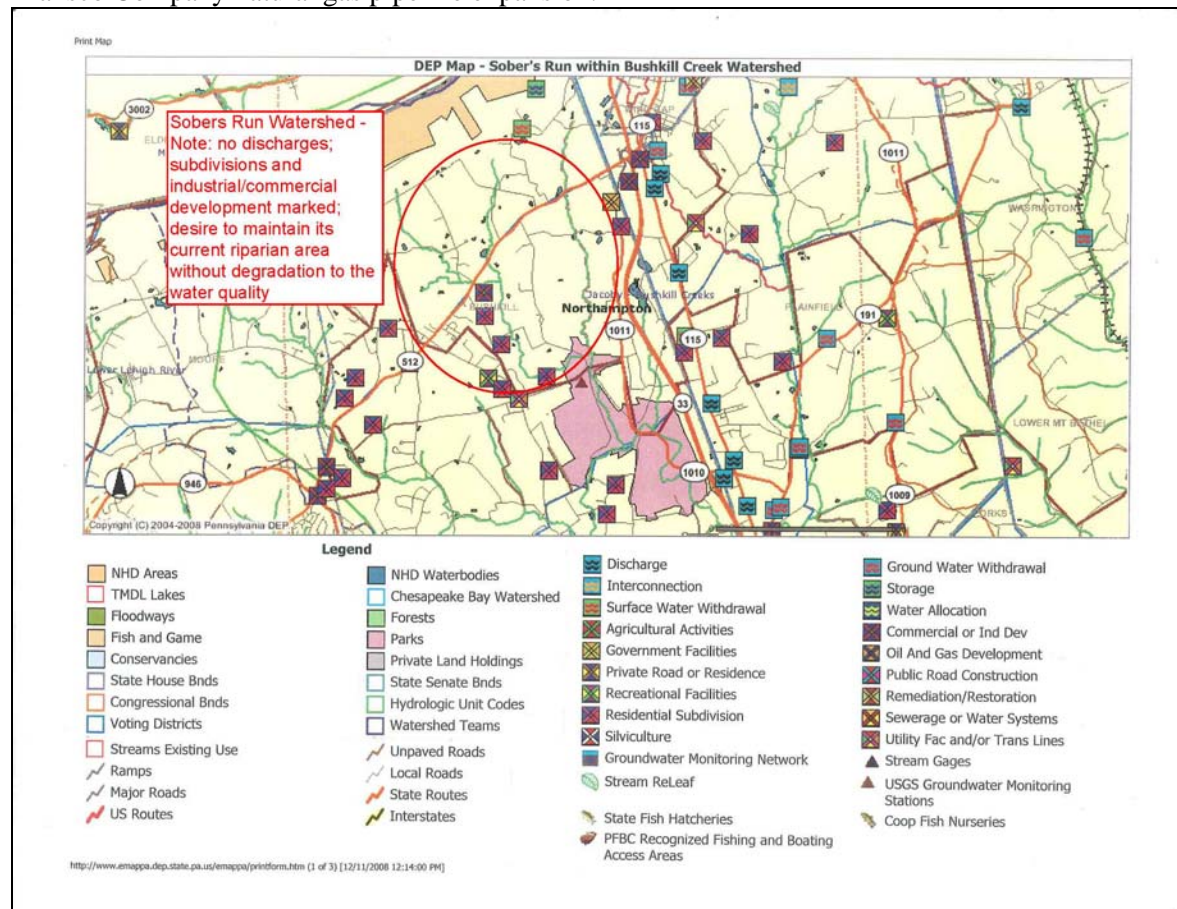 Print Map
DEP Map - Sober's Run within Bushkill Creek Watershed
3002
115
1011
Sobers Run Watershed -
Note: no discharges;
subdivisions and
industrial/commercial
development marked;
desire to maintain its
current riparian area
without degradation to the
water quality
WASHINGTON
BUSHKILL
Jacoby Bushkill Creeks
Northampton
PLAINFIELD
1011
115
191
MOORE
512
Lower Lehigh River
33
LOWER MT BETHEL
946
1010
1009
FORKS
Copyright (C) 2004-2008 Pennsylvania DEP
Legend
NHD Areas
TMDL Lakes
Floodways
Fish and Game
Conservancies
State House Bnds
Congressional Bnds
Voting Districts
Streams Existing Use
Ramps
Major Roads
US Routes
NHD Waterbodies
Chesapeake Bay Watershed
Forests
Parks
Private Land Holdings
State Senate Bnds
Hydrologic Unit Codes
Watershed Teams
Unpaved Roads
Local Roads
State Routes
Interstates
Discharge
Interconnection
Surface Water Withdrawal
Agricultural Activities
Government Facilities
Private Road or Residence
Recreational Facilities
Residential Subdivision
Silviculture
Groundwater Monitoring Network
Stream ReLeaf
State Fish Hatcheries
PFBC Recognized Fishing and Boating
Access Areas
Ground Water Withdrawal
Storage
Water Allocation
Commercial or Ind Dev
Oil And Gas Development
Public Road Construction
Remediation/Restoration
Sewerage or Water Systems
Utility Fac and/or Trans Lines
Stream Gages
USGS Groundwater Monitoring
Stations
Coop Fish Nurseries
http://www.emappa.dep.state.pa.us/emappa/printform.htm (1 of 3) [12/11/2008 12:14:00 PM]